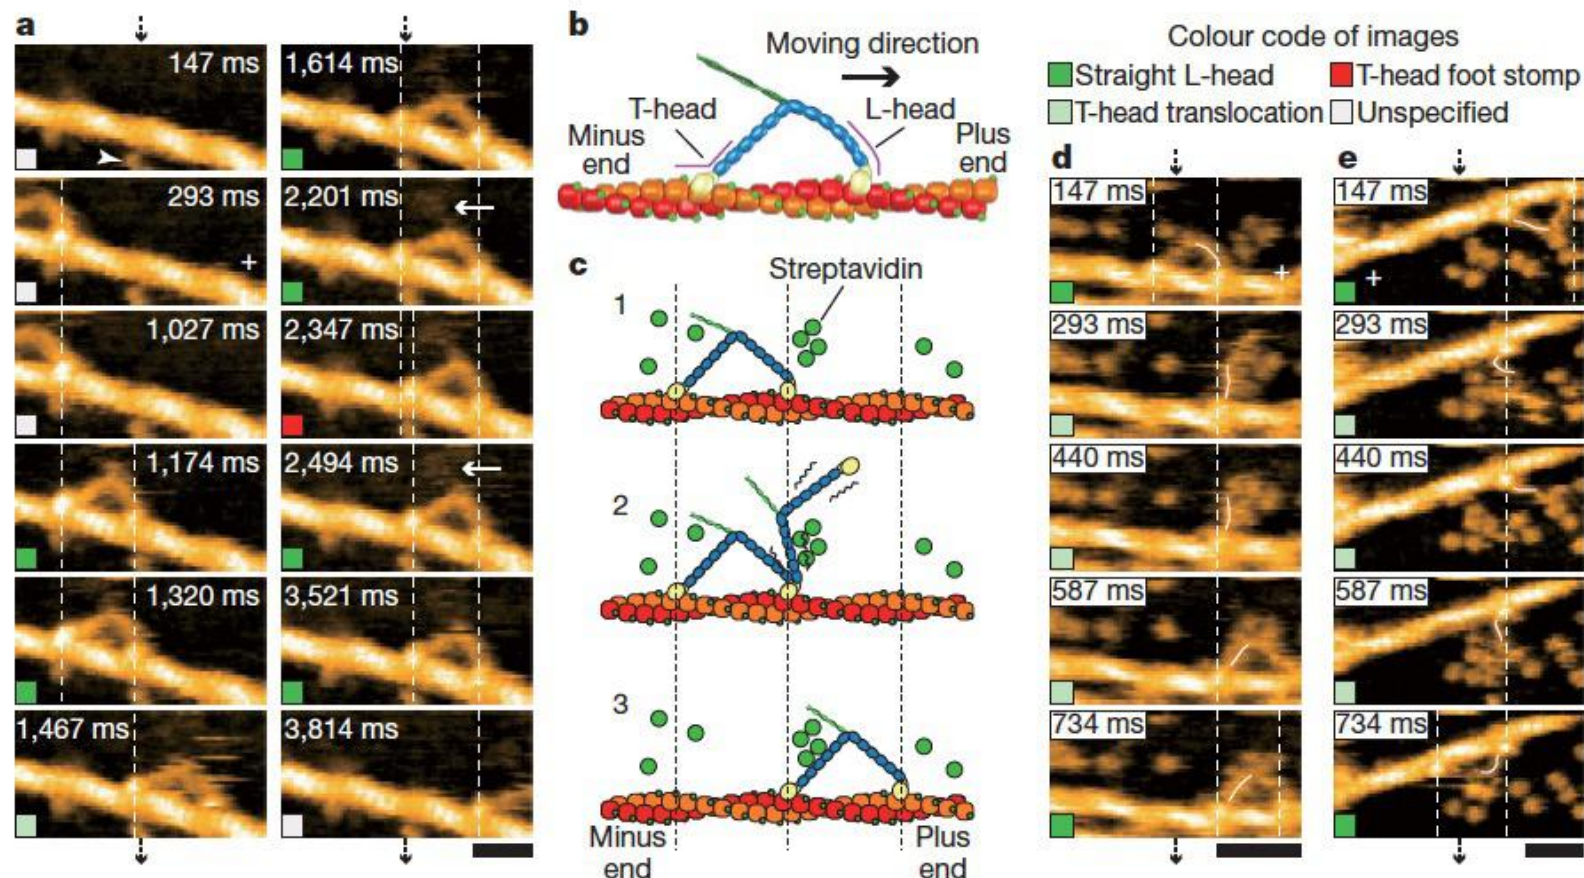 a
147 ms
293 ms
+
1,027 ms
1,174 ms
1,320 ms
1,467 ms
1,614 ms
2,201 ms
2,347 ms
2,494 ms
3,521 ms
3,814 ms
b
Moving direction
T-head
L-head
Minus
end
Plus
end
c
Streptavidin
1
2
3
Minus
end
Plus
end
Colour code of images
Straight L-head
T-head foot stomp
T-head translocation
Unspecified
d
147 ms
+
293 ms
440 ms
587 ms
734 ms
e
147 ms
+
293 ms
440 ms
587 ms
734 ms